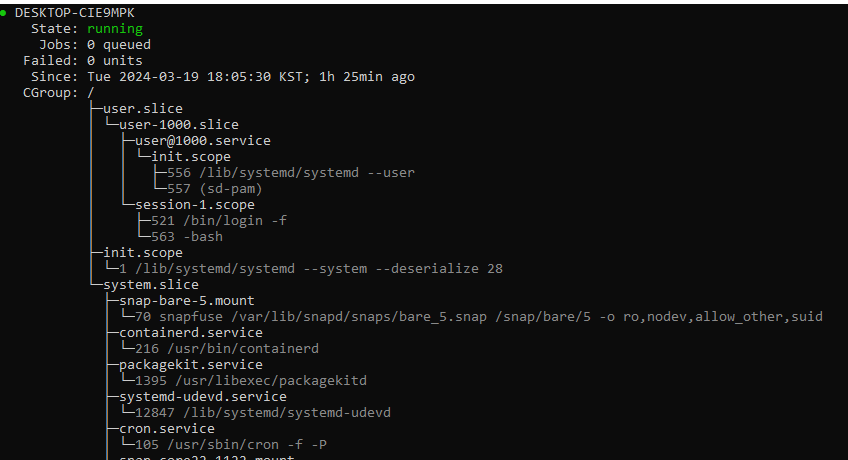 ● DESKTOP-CIE9MPK
State: running
Jobs: 0 queued
Failed: 0 units
Since: Tue 2024-03-19 18:05:30 KST; 1h 25min ago
CGroup: /
├─user.slice
│ └─user-1000.slice
│   ├─user@1000.service
│   │ └─init.scope
│   │   ├─556 /lib/systemd/systemd --user
│   │   └─557 (sd-pam)
│   └─session-1.scope
│     ├─521 /bin/login -f
│     └─563 -bash
├─init.scope
│ └─1 /lib/systemd/systemd --system --deserialize 28
└─system.slice
  ├─snap-bare-5.mount
  │ └─70 snapfuse /var/lib/snapd/snaps/bare_5.snap /snap/bare/5 -o ro,nodev,allow_other,suid
  ├─containerd.service
  │ └─216 /usr/bin/containerd
  ├─packagekit.service
  │ └─1395 /usr/libexec/packagekitd
  ├─systemd-udevd.service
  │ └─12847 /lib/systemd/systemd-udevd
  ├─cron.service
  │ └─105 /usr/sbin/cron -f -P